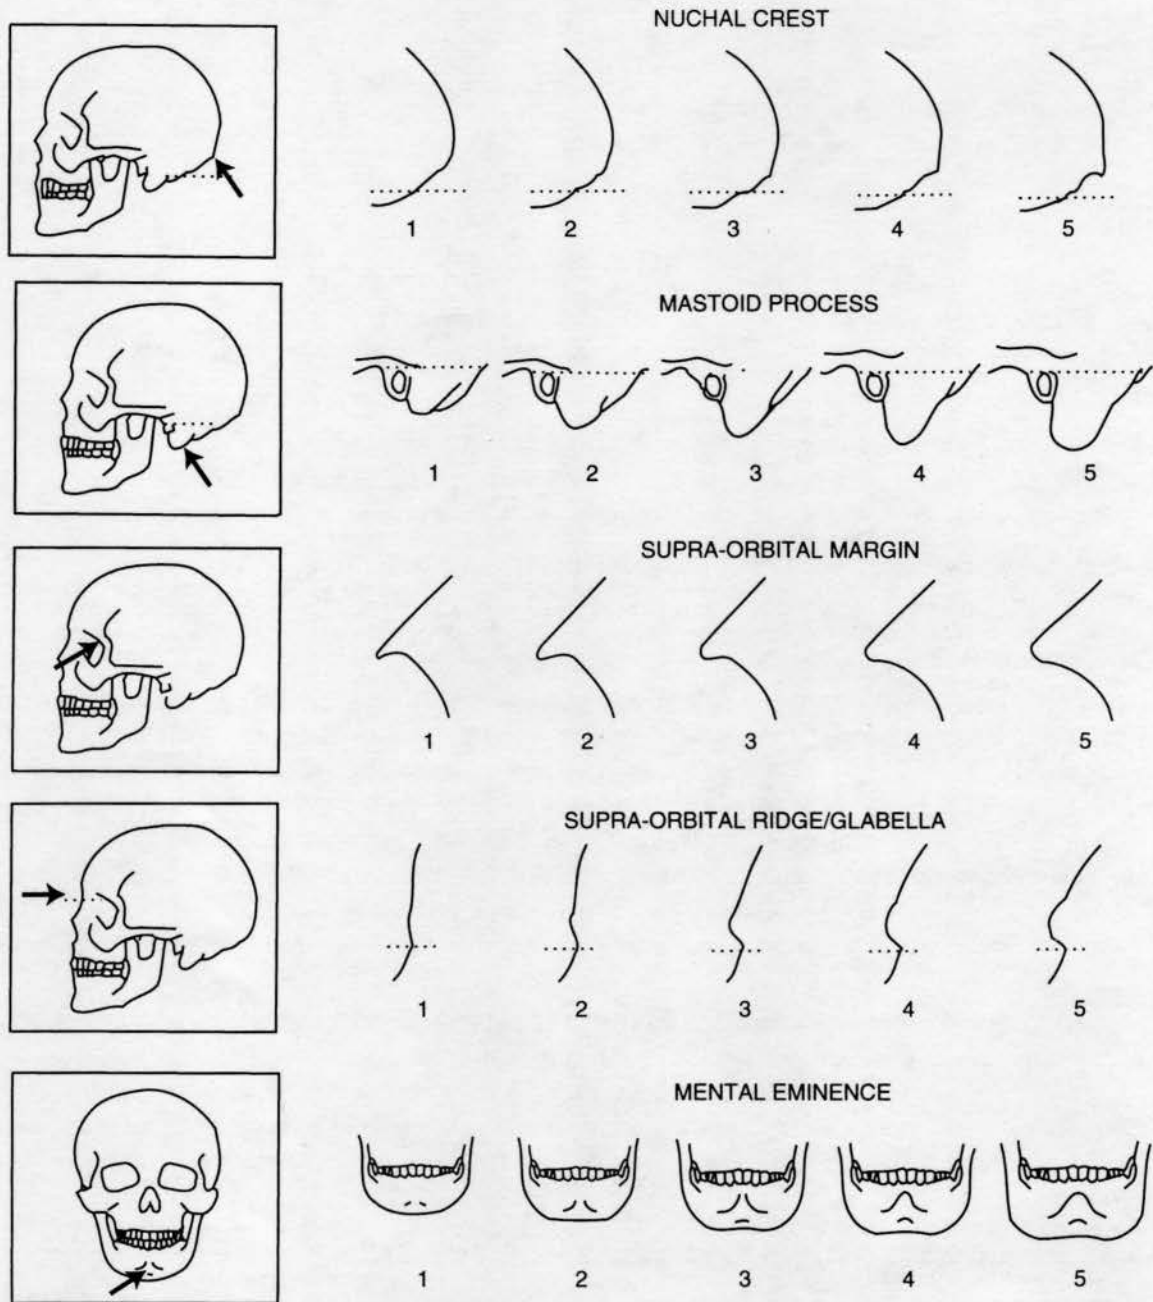 NUCHAL CREST
1 2 3 4 5
MASTOID PROCESS
1 2 3 4 5
SUPRA-ORBITAL MARGIN
1 2 3 4 5
SUPRA-ORBITAL RIDGE/GLABELLA
1 2 3 4 5
MENTAL EMINENCE
1 2 3 4 5